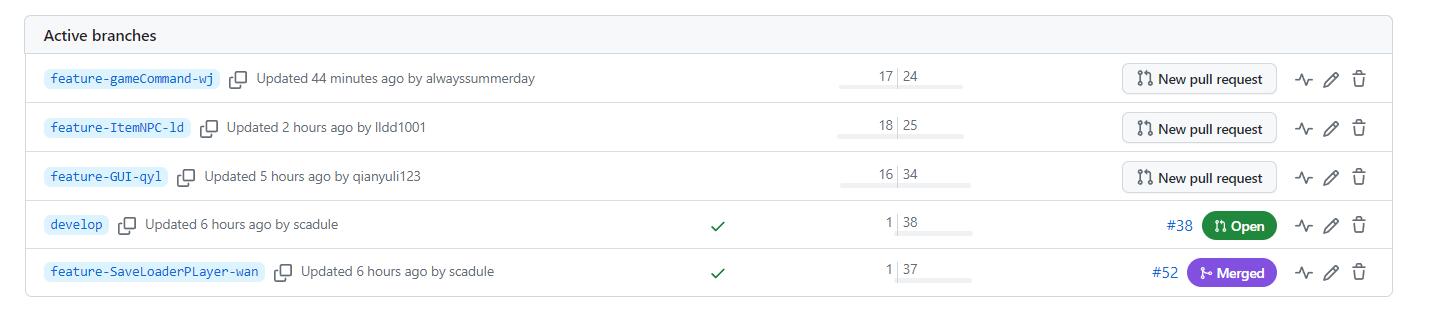 Active branches
feature-gameCommand-wj Updated 44 minutes ago by alwayssummerday 17 24 New pull request
feature-ItemNPC-ld Updated 2 hours ago by lldd1001 18 25 New pull request
feature-GUI-qyl Updated 5 hours ago by qianyuli123 16 34 New pull request
develop Updated 6 hours ago by scadule 1 38 #38 Open
feature-SaveLoaderPLayer-wan Updated 6 hours ago by scadule 1 37 #52 Merged